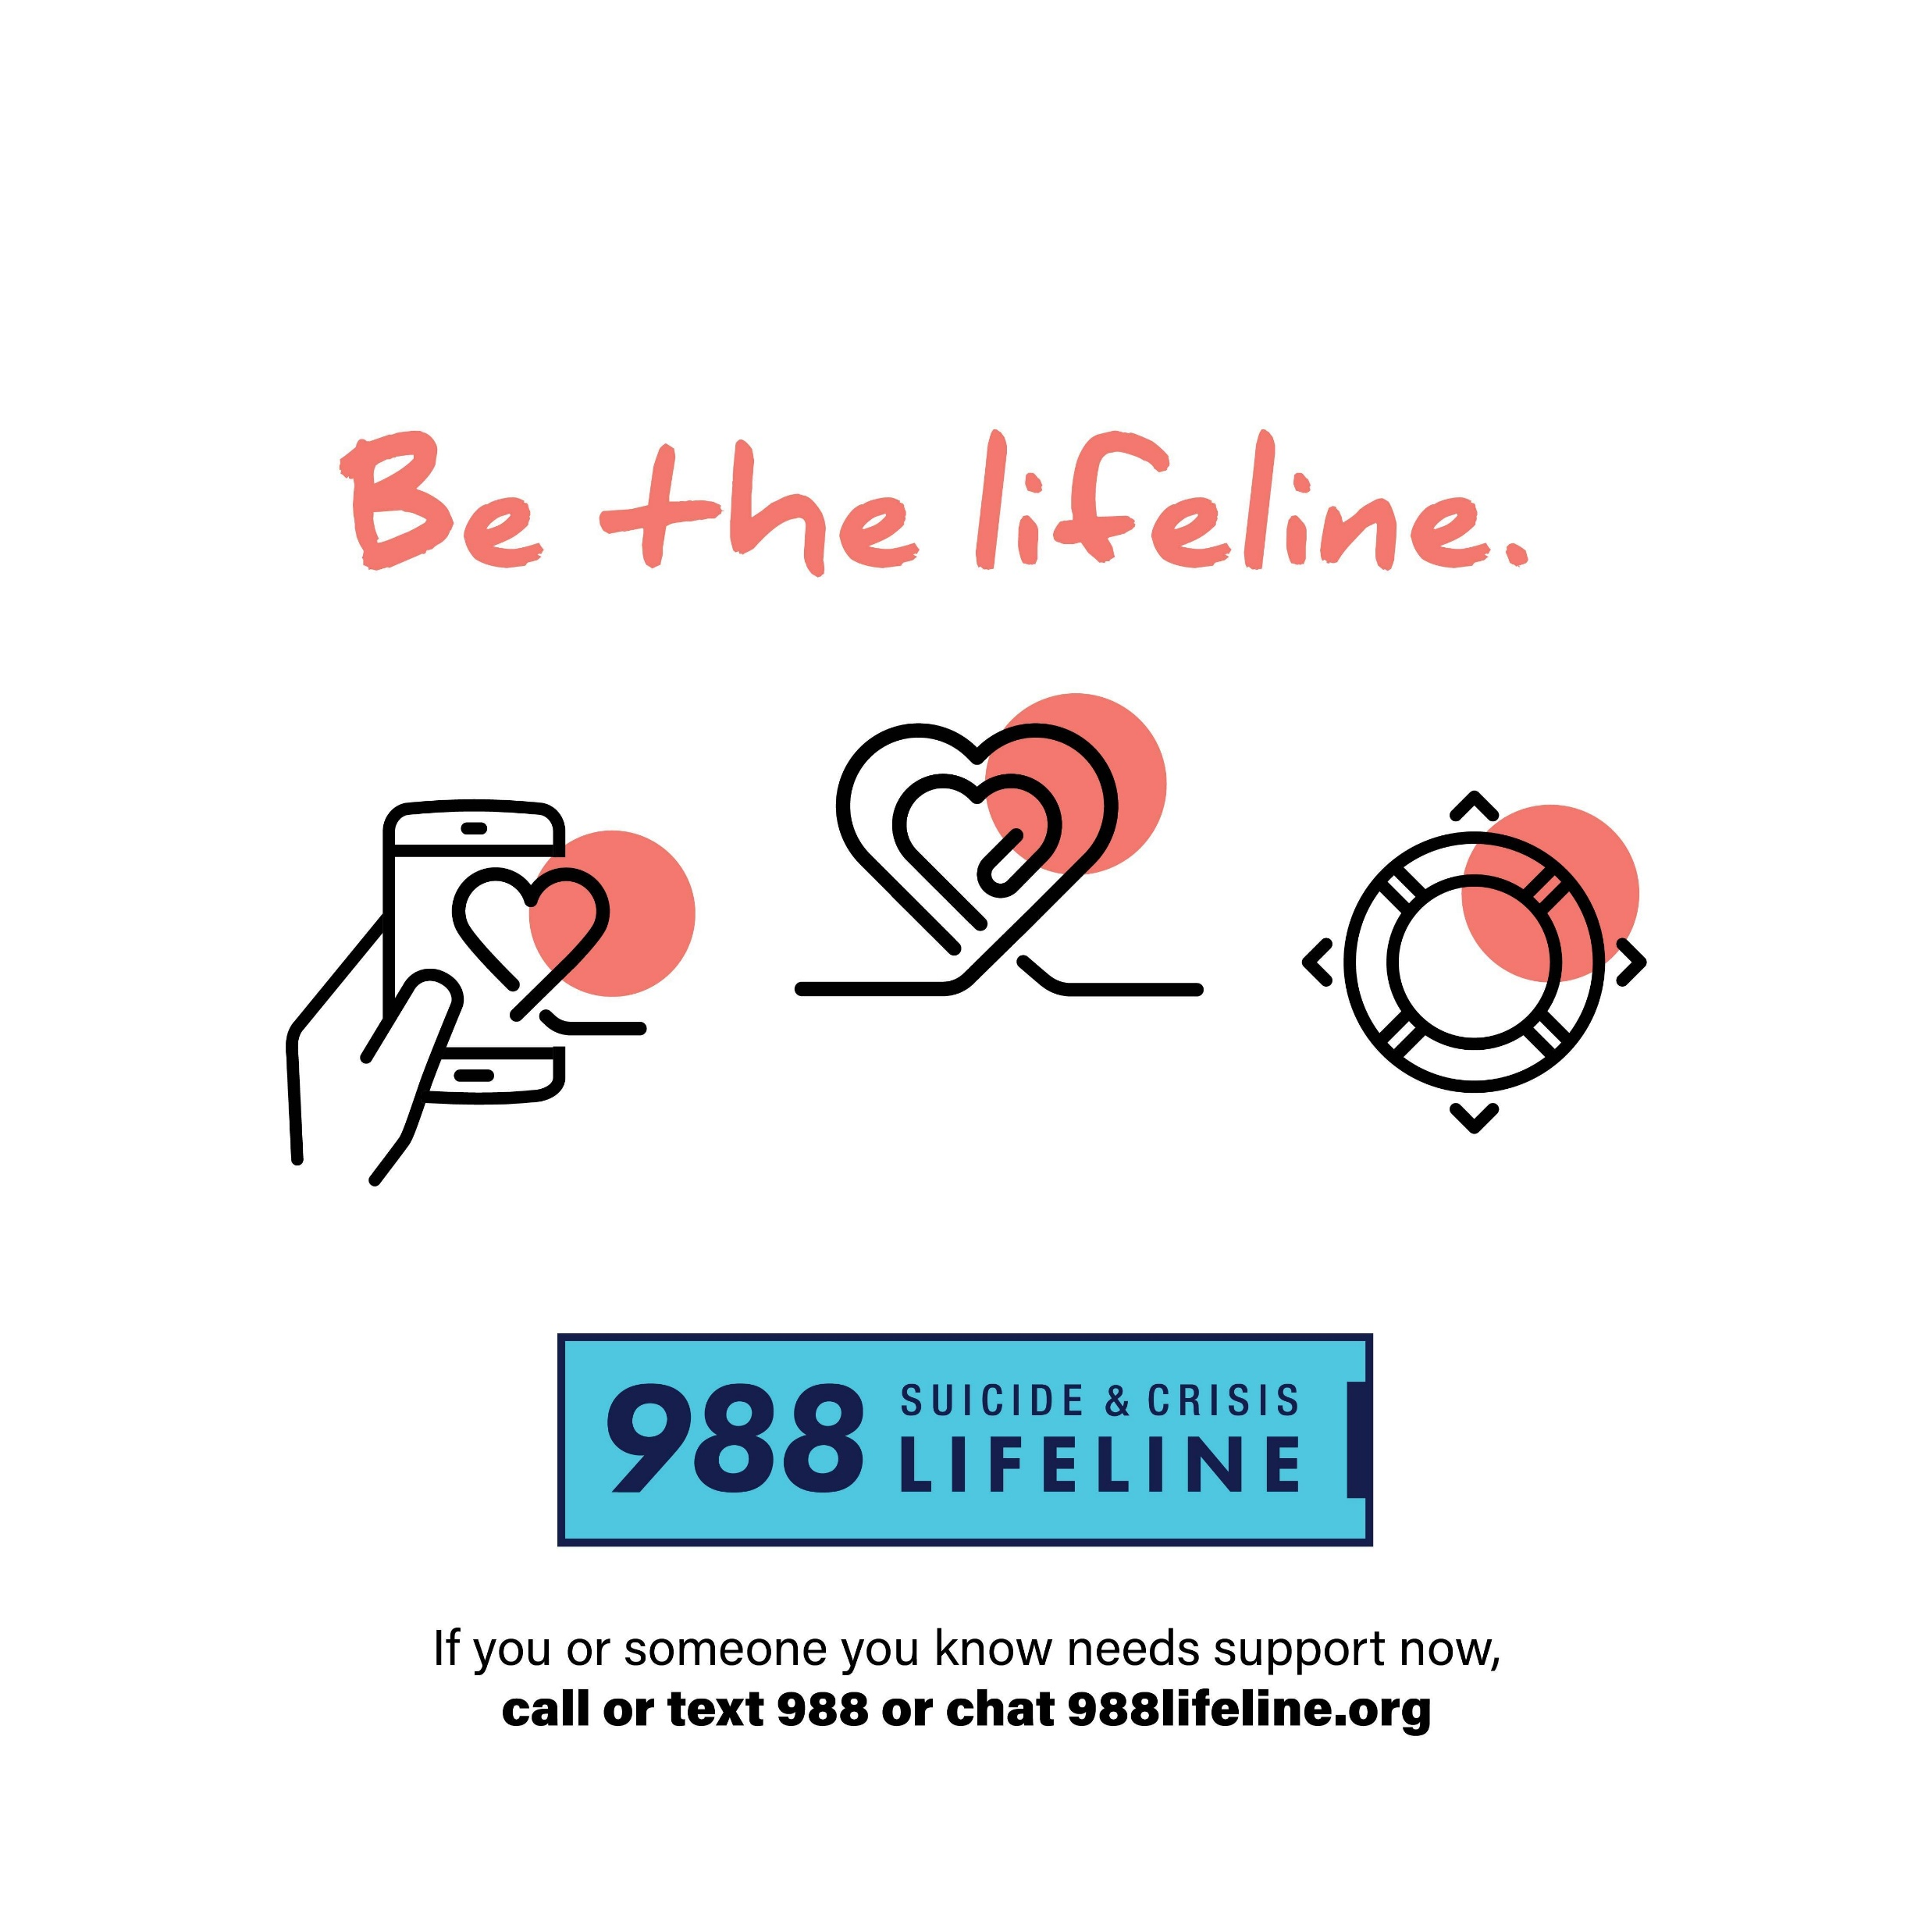 Be the lifeline.
988 SUICIDE & CRISIS
LIFELINE
If you or someone you know needs support now,
call or text 988 or chat 988lifeline.org